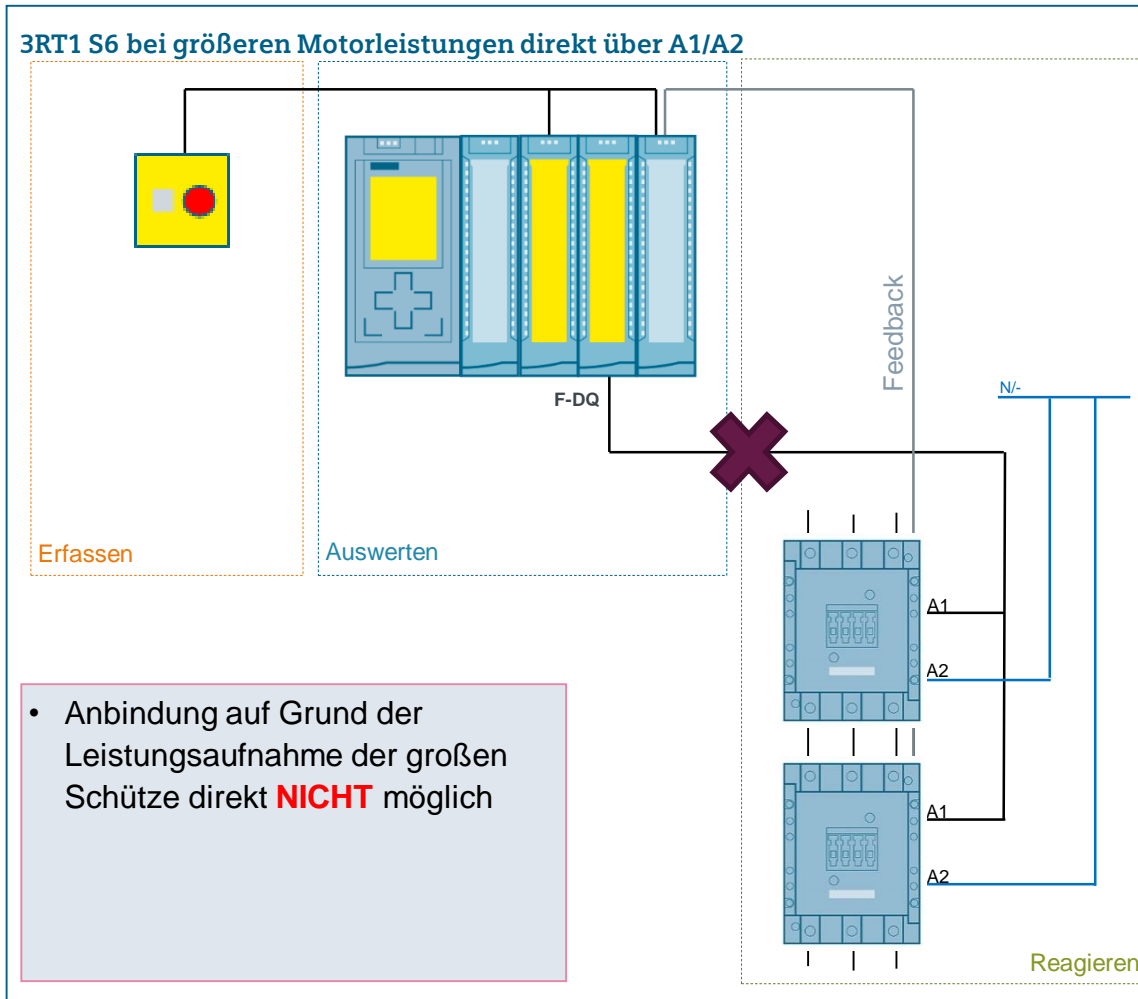 3RT1 S6 bei größeren Motorleistungen direkt über A1/A2
Feedback
N/-
F-DQ
Erfassen
Auswerten
A1
A2
• Anbindung auf Grund der
Leistungsaufnahme der großen
Schütze direkt NICHT möglich
A1
A2
Reagieren